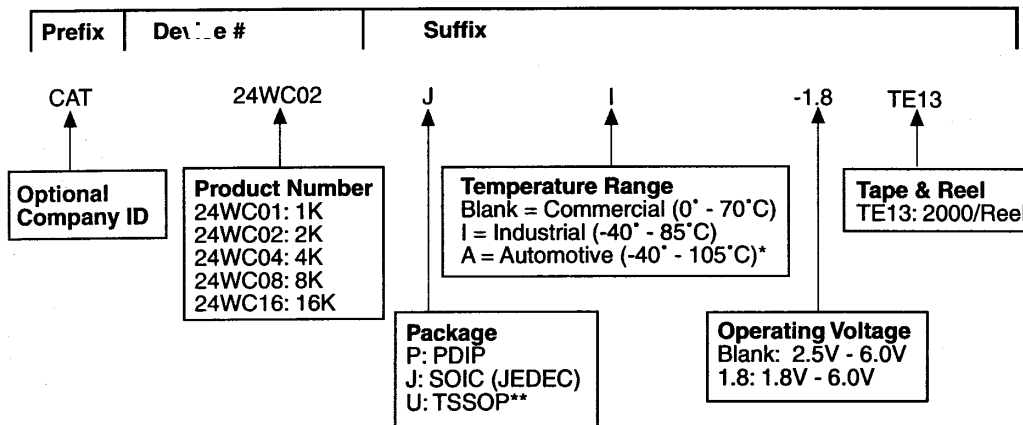 Prefix Device # Suffix
CAT 24WC02 J I -1.8 TE13
Optional
Company ID
Product Number
24WC01: 1K
24WC02: 2K
24WC04: 4K
24WC08: 8K
24WC16: 16K
Temperature Range
Blank = Commercial (0˚ - 70˚C)
I = Industrial (-40˚ - 85˚C)
A = Automotive (-40˚ - 105˚C)*
Tape & Reel
TE13: 2000/Reel
Package
P: PDIP
J: SOIC (JEDEC)
U: TSSOP**
Operating Voltage
Blank: 2.5V - 6.0V
1.8: 1.8V - 6.0V